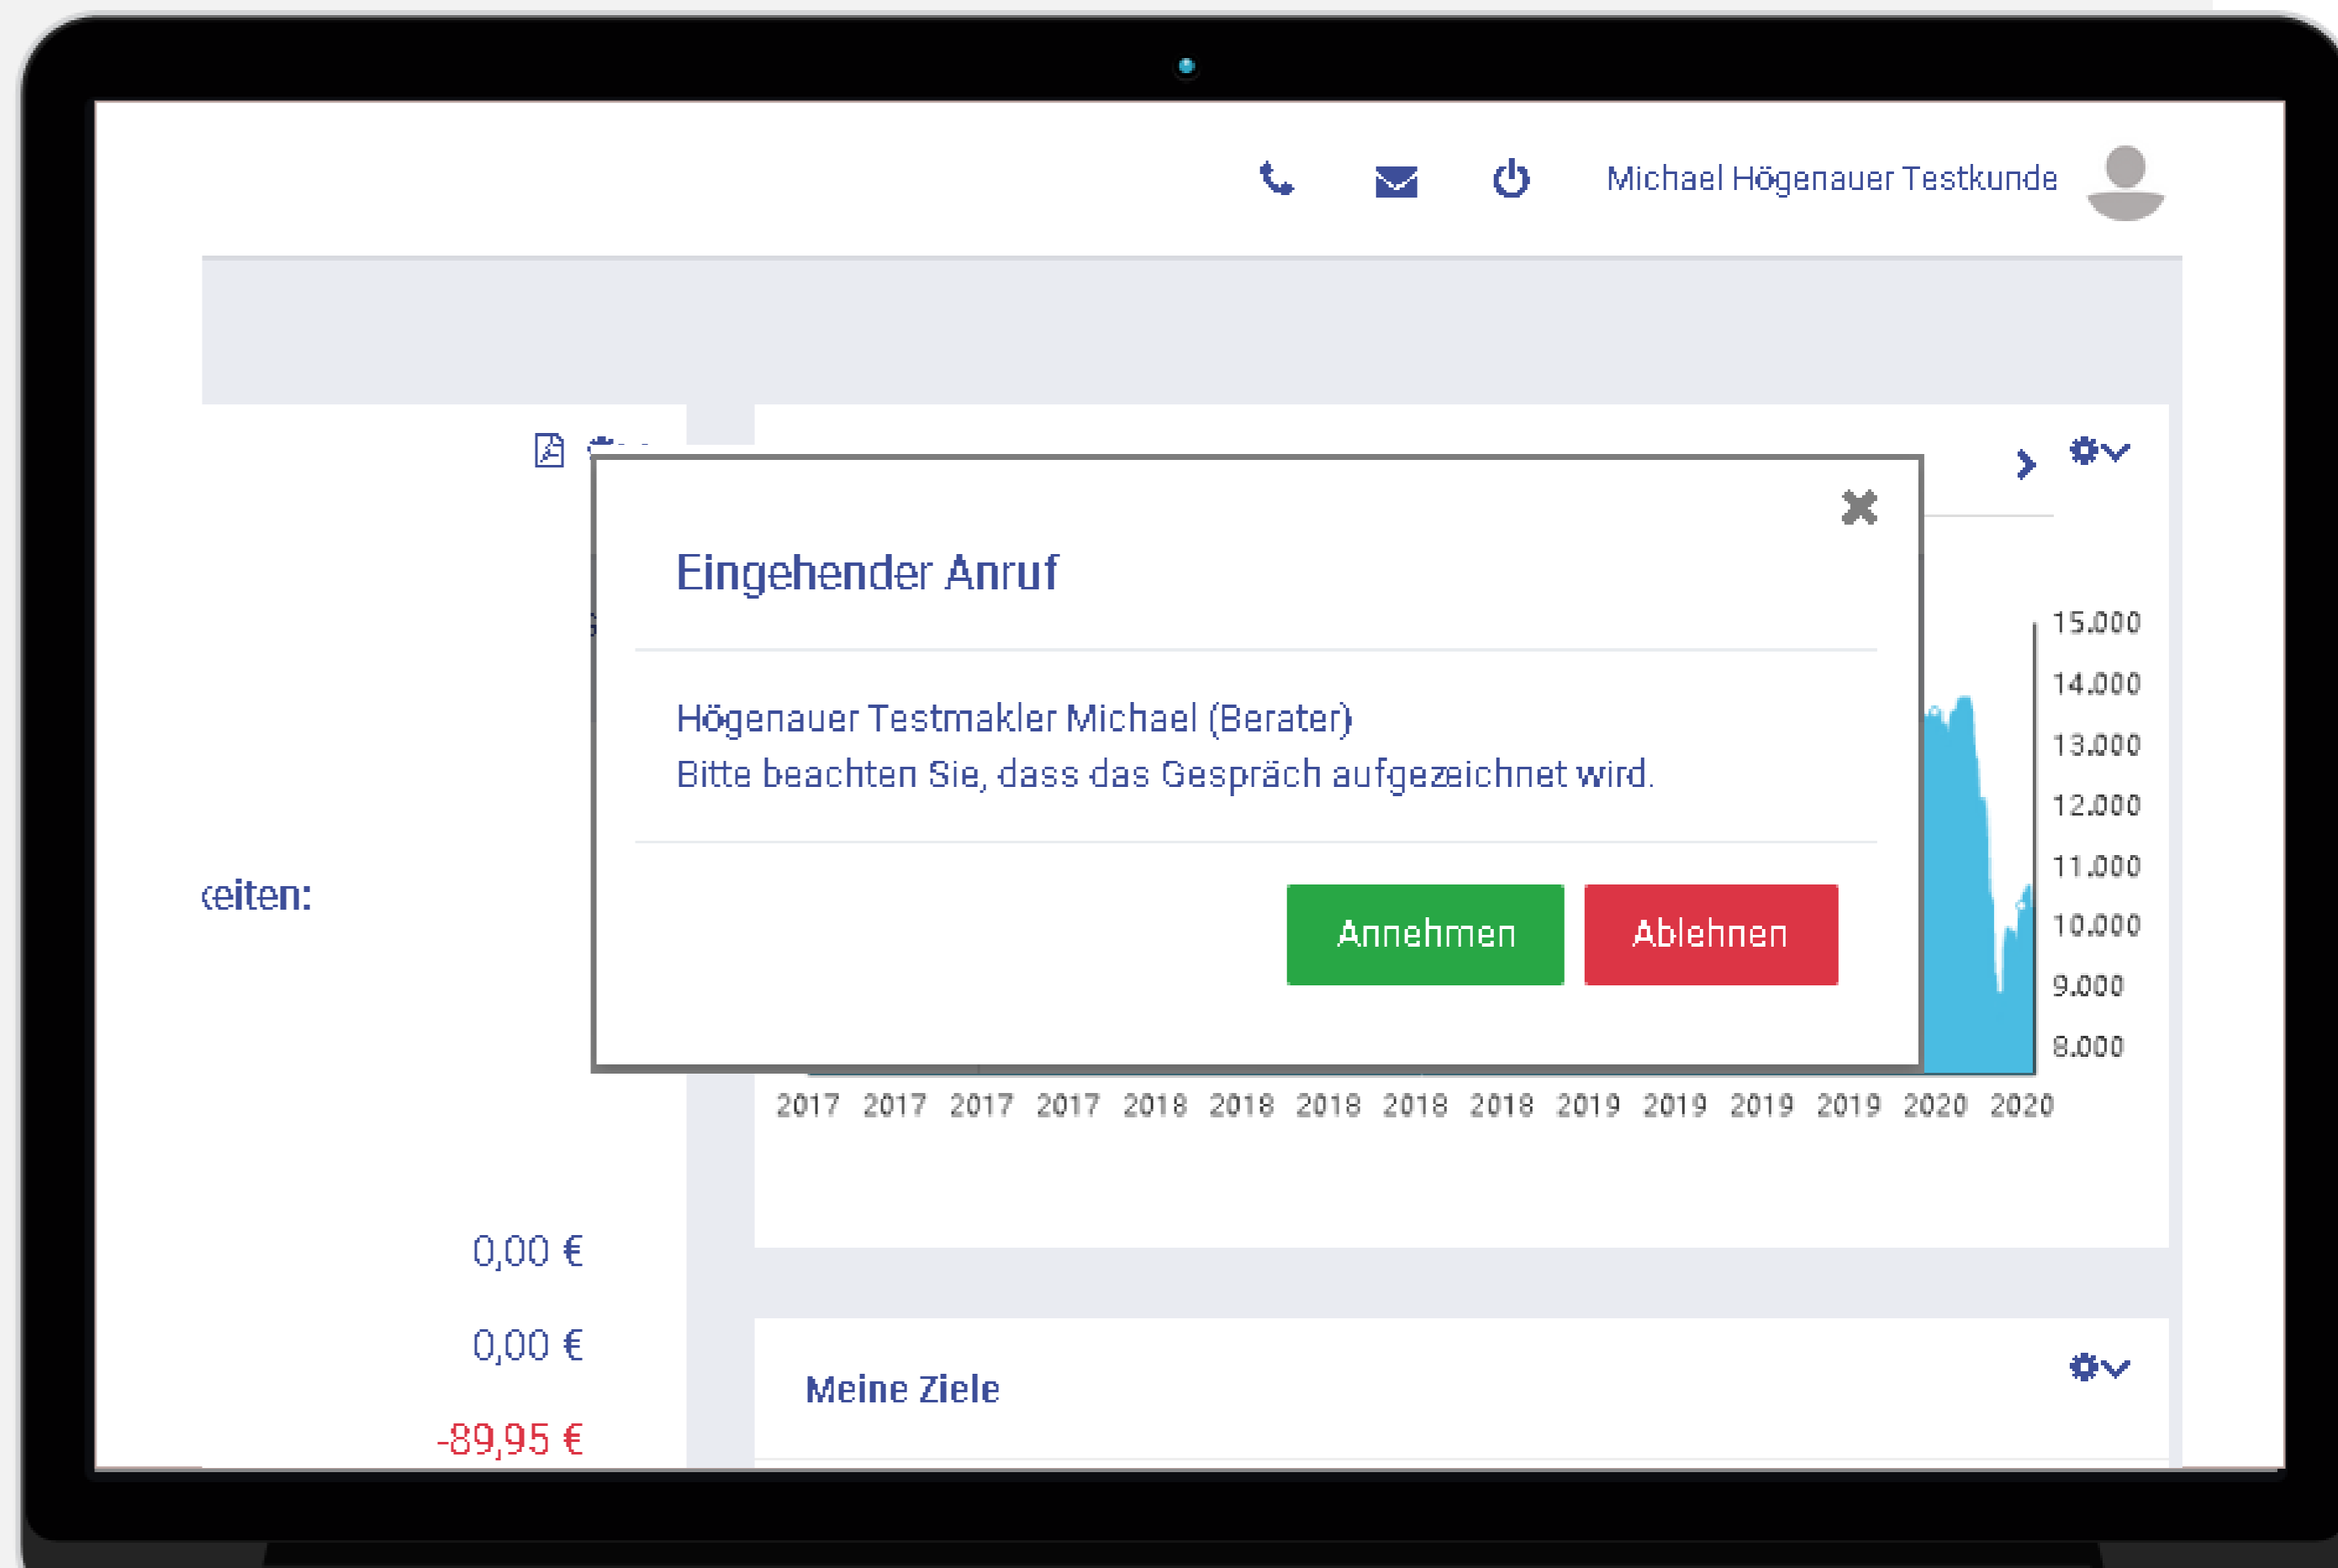 Michael Högenauer Testkunde
Eingehender Anruf
Högenauer Testmakler Michael (Berater)
Bitte beachten Sie, dass das Gespräch aufgezeichnet wird.
Annehmen Ablehnen
keiten:
15.000
14.000
13.000
12.000
11.000
10.000
9.000
8.000
2017 2017 2017 2017 2018 2018 2018 2018 2018 2019 2019 2019 2019 2020 2020
0,00 €
0,00 €
-89,95 €
Meine Ziele